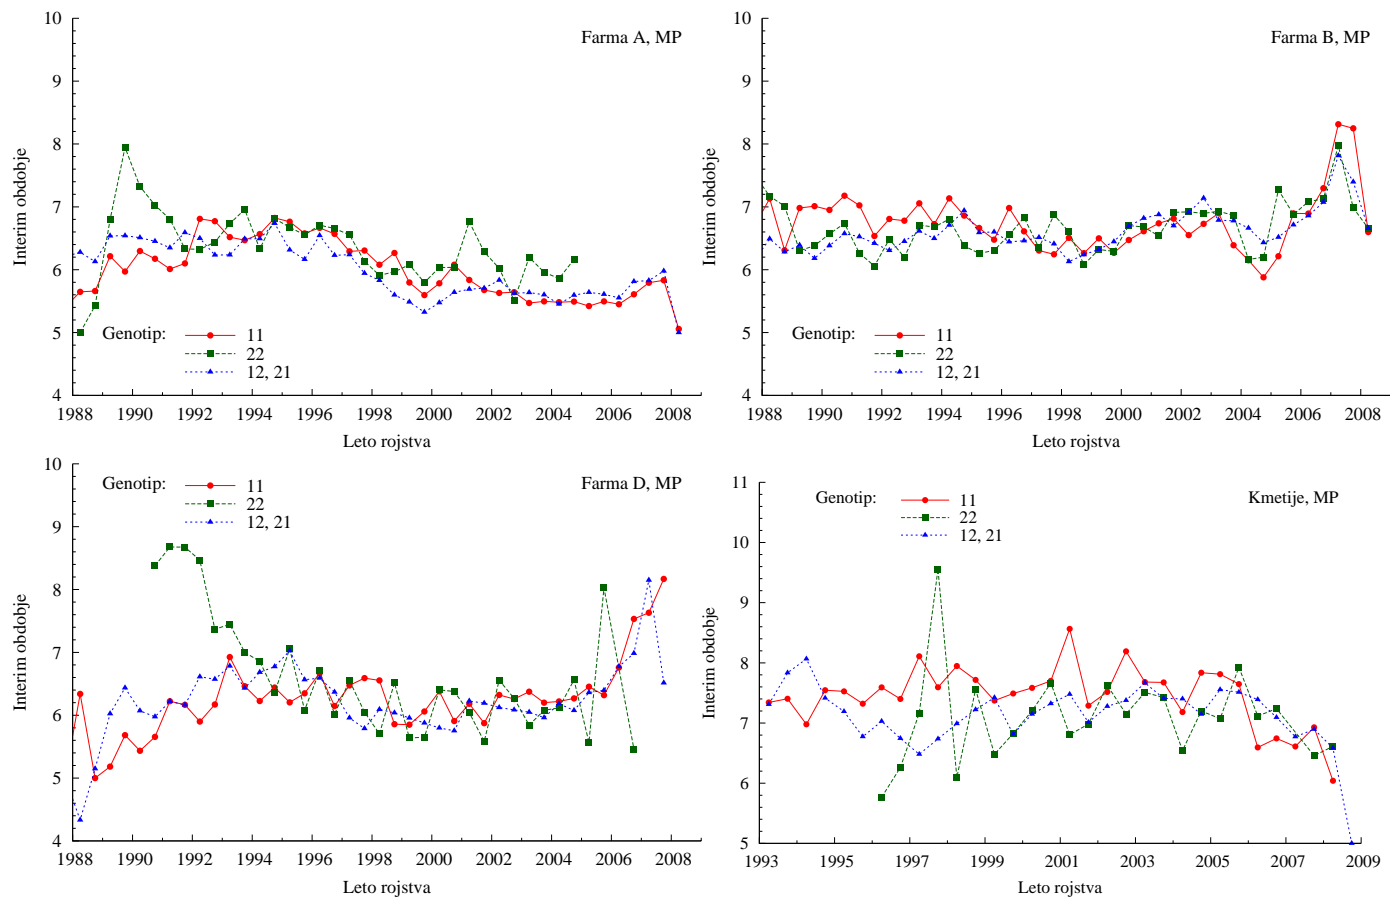 Farma A, MP
10
9
8
7
6
5
4
Interim obdobje
Genotip:
11
22
12, 21
1988 1990 1992 1994 1996 1998 2000 2002 2004 2006 2008
Leto rojstva
Farma B, MP
10
9
8
7
6
5
4
Interim obdobje
Genotip:
11
22
12, 21
1988 1990 1992 1994 1996 1998 2000 2002 2004 2006 2008
Leto rojstva
Farma D, MP
10
9
8
7
6
5
4
Interim obdobje
Genotip:
11
22
12, 21
1988 1990 1992 1994 1996 1998 2000 2002 2004 2006 2008
Leto rojstva
Kmetije, MP
11
10
9
8
7
6
5
Interim obdobje
Genotip:
11
22
12, 21
1993 1995 1997 1999 2001 2003 2005 2007 2009
Leto rojstva